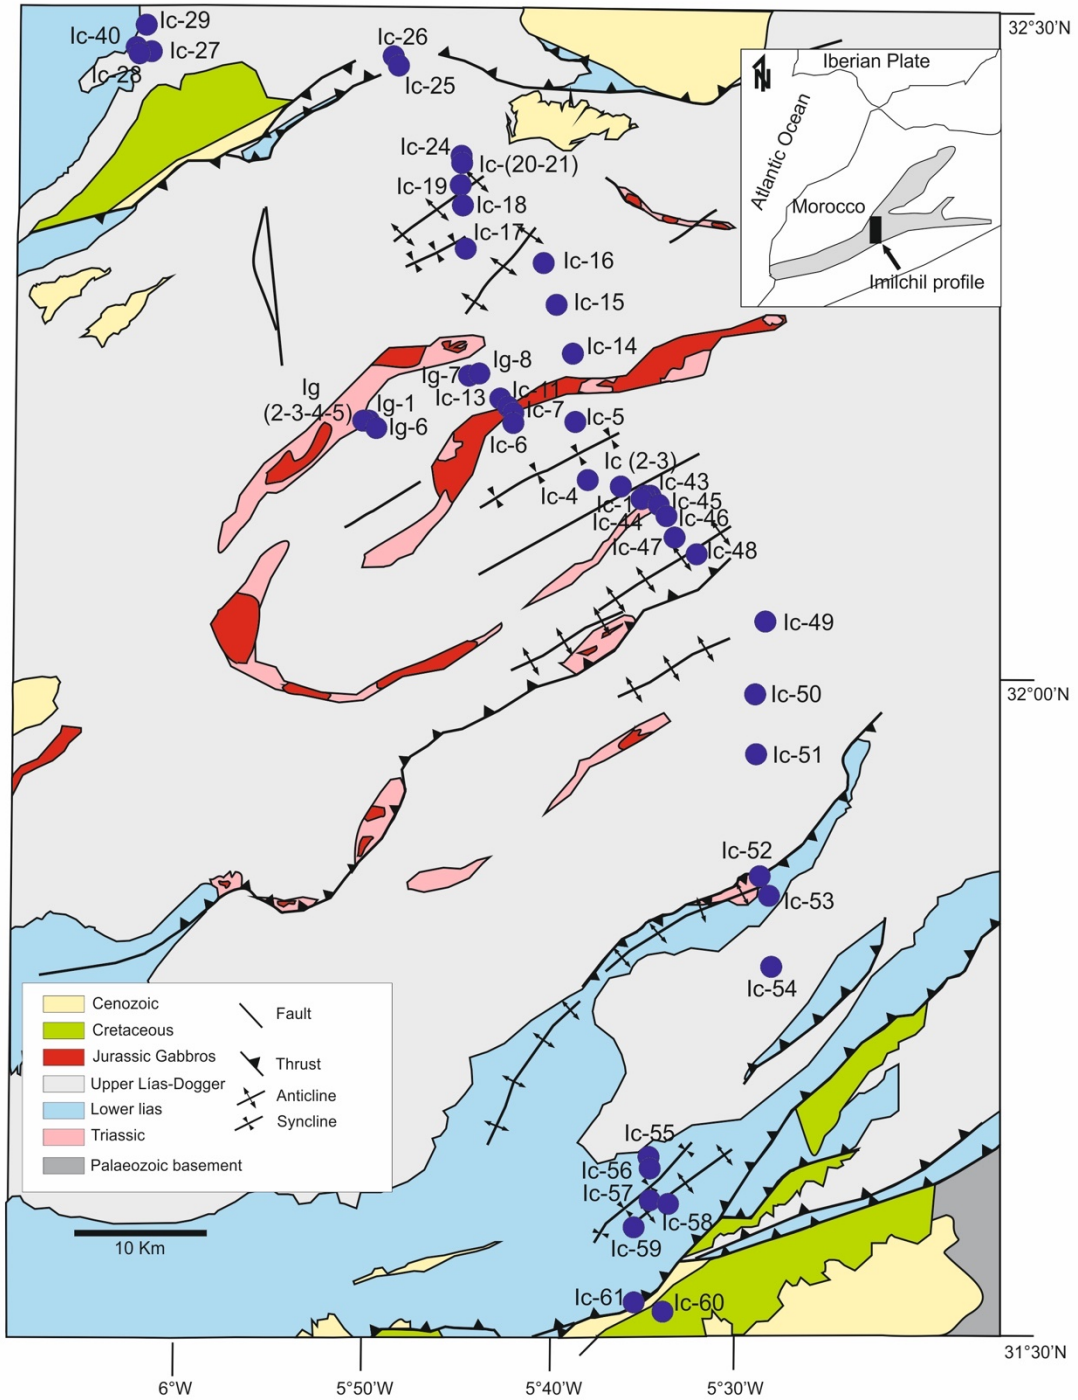 Ic-29
Ic-40
Ic-27
Ic-28
Ic-26
Ic-25
32°30'N
N
Iberian Plate
Atlantic Ocean
Morocco
Imilchil profile
Ic-24
Ic-(20-21)
Ic-19
Ic-18
Ic-17
Ic-16
Ic-15
Ic-14
Ig-8
Ig-7
Ig
(2-3-4-5)
Ig-1
Ig-6
Ic-13
Ic-11
Ic-7
Ic-6
Ic-5
Ic (2-3)
Ic-4
Ic-43
Ic-1
Ic-45
Ic-44
Ic-46
Ic-47
Ic-48
Ic-49
Ic-50
32°00'N
Ic-51
Ic-52
Ic-53
Ic-54
Cenozoic
Cretaceous
Jurassic Gabbros
Upper Lías-Dogger
Lower lias
Triassic
Palaeozoic basement
Fault
Thrust
Anticline
Syncline
10 Km
Ic-55
Ic-56
Ic-57
Ic-58
Ic-59
Ic-61
Ic-60
31°30'N
6°W
5°50'W
5°40'W
5°30'W